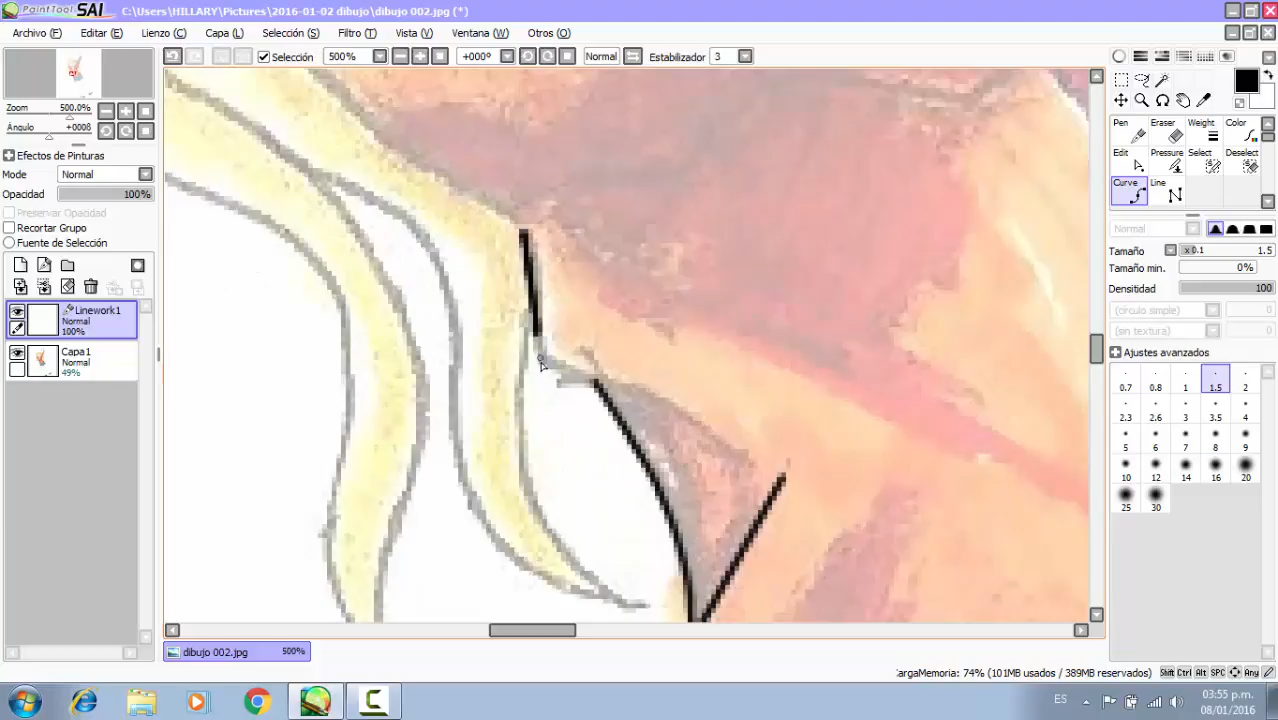 PaintTool SAI C:\Users\HILLARY\Pictures\2016-01-02 dibujo\dibujo 002.jpg (*)
Archivo (F) Editar (E) Lienzo (C) Capa (L) Selección (S) Filtro (T) Vista (V) Ventana (W) Otros (O)
Selección 500% +000º Normal Estabilizador 3
Zoom 500.0%
Ángulo +000º
Efectos de Pinturas
Modo Normal
Opacidad 100%
Preservar Opacidad
Recortar Grupo
Fuente de Selección
Linework1
Normal
100%
Capa1
Normal
49%
Pen Eraser Weight Color
Edit Pressure Select Deselect
Curve Line
Normal
Tamaño x 0.1 1.5
Tamaño min. 0%
Densitidad 100
(círculo simple) 0
(sin textura) 0
Ajustes avanzados
0.7 0.8 1 1.5 2
2.3 2.6 3 3.5 4
5 6 7 8 9
10 12 14 16 20
25 30
dibujo 002.jpg 500%
CargaMemoria: 74% (101MB usados / 389MB reservados) Shift Ctrl Alt SPC Any
ES 03:55 p.m.
08/01/2016